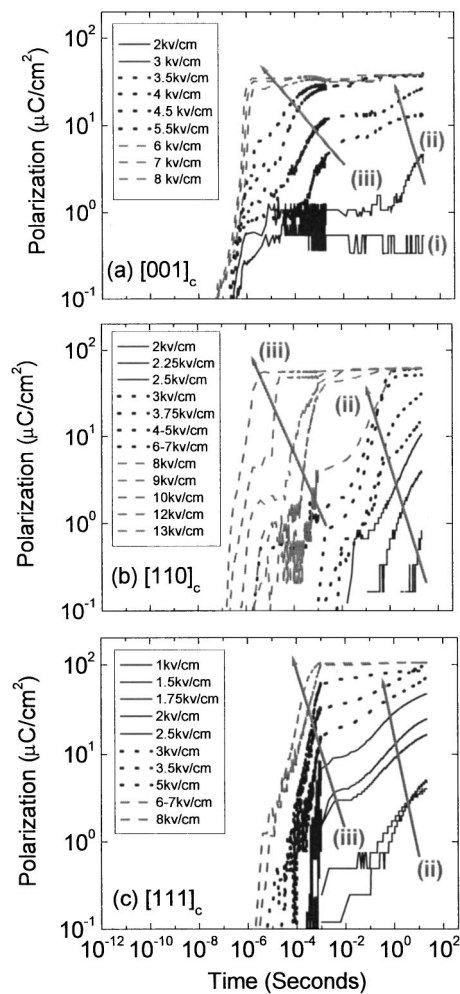 10²
10¹
10⁰
10⁻¹
Polarization (μC/cm²)
2kv/cm
3 kv/cm
3.5kv/cm
4 kv/cm
4.5 kv/cm
5.5kv/cm
6 kv/cm
7 kv/cm
8 kv/cm
(ii)
(iii)
(i)
(a) [001]c
10²
10¹
10⁰
10⁻¹
Polarization (μC/cm²)
2kv/cm
2.25kv/cm
2.5kv/cm
3kv/cm
3.75kv/cm
4-5kv/cm
6-7kv/cm
8kv/cm
9kv/cm
10kv/cm
12kv/cm
13kv/cm
(iii)
(ii)
(b) [110]c
10²
10¹
10⁰
10⁻¹
Polarization (μC/cm²)
1kv/cm
1.5kv/cm
1.75kv/cm
2kv/cm
2.5kv/cm
3kv/cm
3.5kv/cm
5kv/cm
6-7kv/cm
8kv/cm
(iii)
(ii)
(c) [111]c
10⁻¹² 10⁻¹⁰ 10⁻⁸ 10⁻⁶ 10⁻⁴ 10⁻² 10⁰ 10²
Time (Seconds)